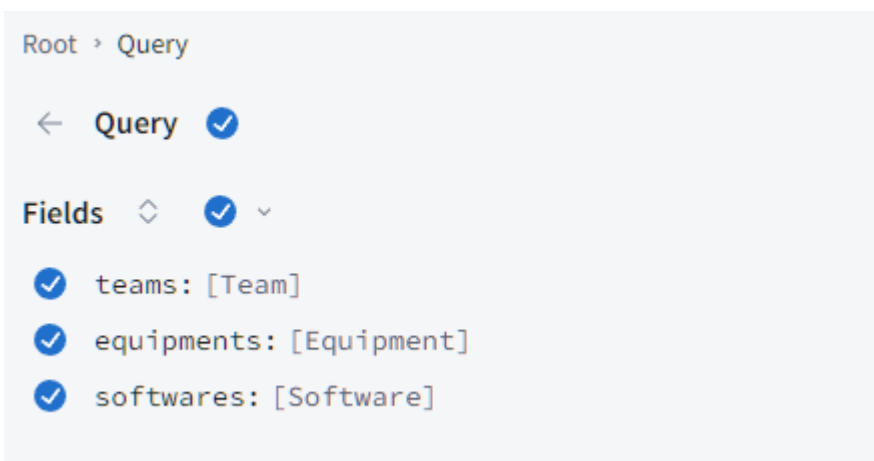 Root › Query
Query
Fields
teams: [Team]
equipments: [Equipment]
softwares: [Software]